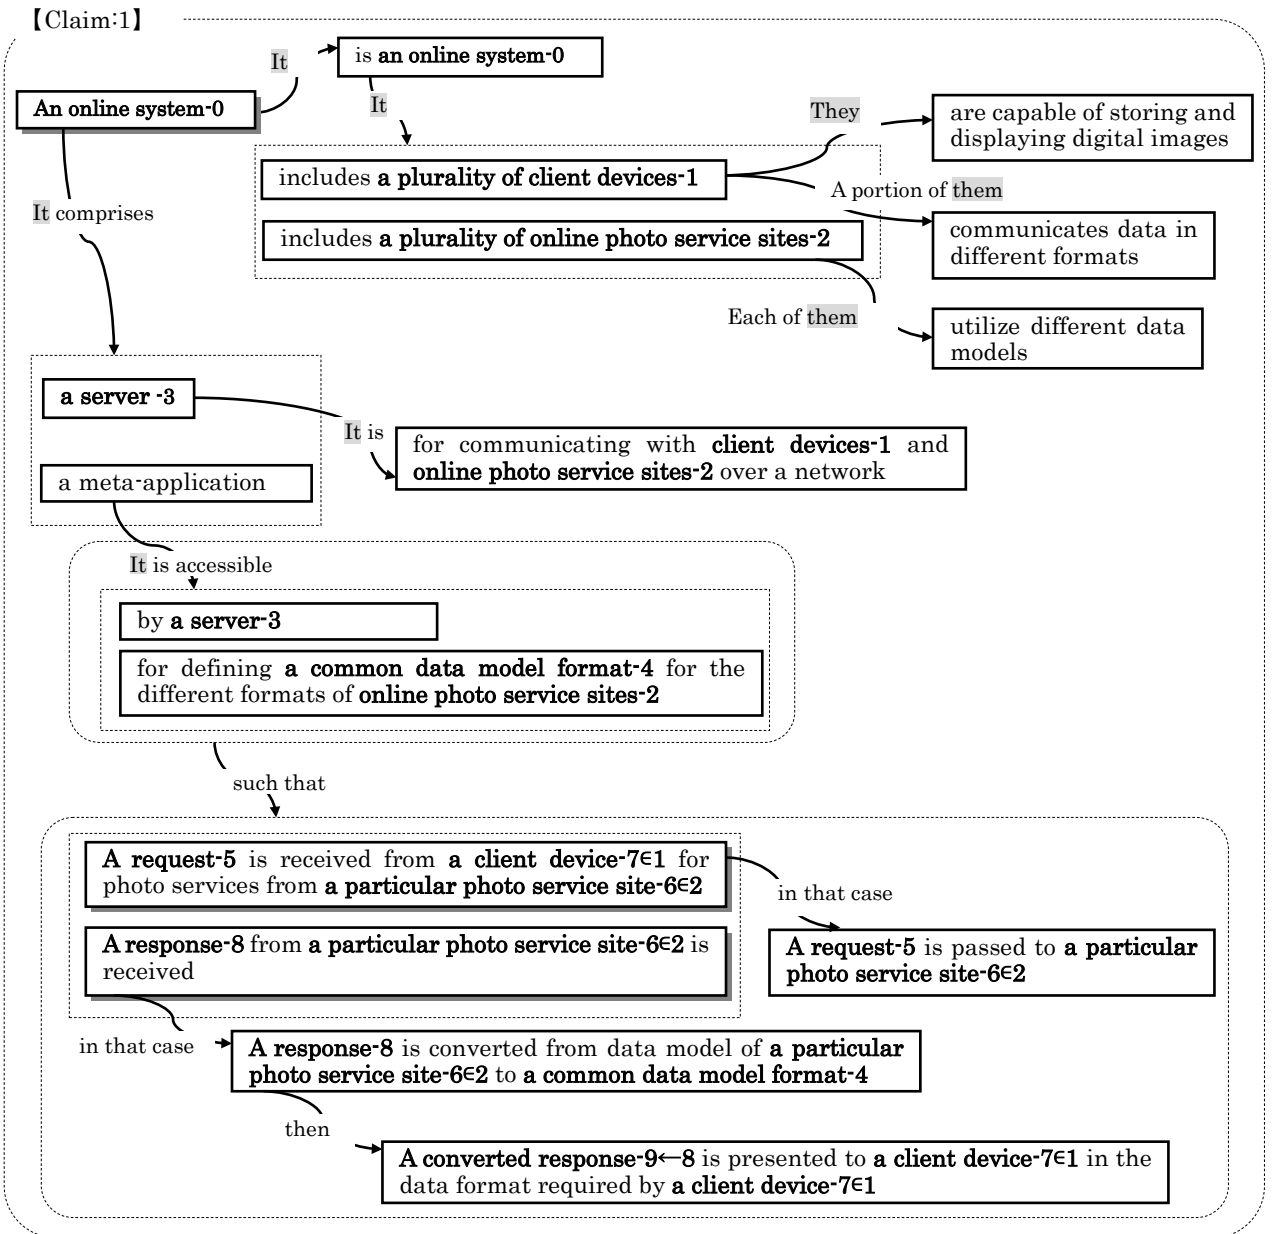 【Claim:1】
It
is an online system-0
An online system-0
It
They
are capable of storing and
displaying digital images
includes a plurality of client devices-1
A portion of them
It comprises
includes a plurality of online photo service sites-2
communicates data in
different formats
Each of them
utilize different data
models
a server -3
It is
for communicating with client devices-1 and
online photo service sites-2 over a network
a meta-application
It is accessible
by a server-3
for defining a common data model format-4 for the
different formats of online photo service sites-2
such that
A request-5 is received from a client device-7∈1 for
photo services from a particular photo service site-6∈2
in that case
A response-8 from a particular photo service site-6∈2 is
received
A request-5 is passed to a particular
photo service site-6∈2
in that case
A response-8 is converted from data model of a particular
photo service site-6∈2 to a common data model format-4
then
A converted response-9←8 is presented to a client device-7∈1 in the
data format required by a client device-7∈1